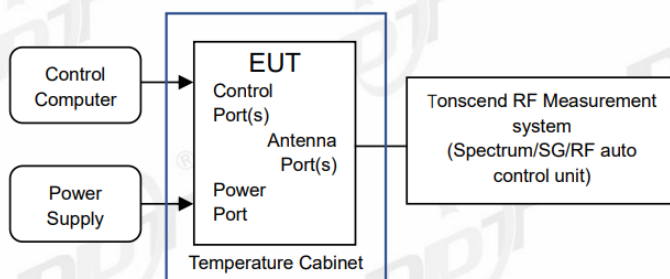 Control
Computer
Power
Supply
EUT
Control
Port(s)
Antenna
Port(s)
Power
Port
Temperature Cabinet
Tonscend RF Measurement
system
(Spectrum/SG/RF auto
control unit)